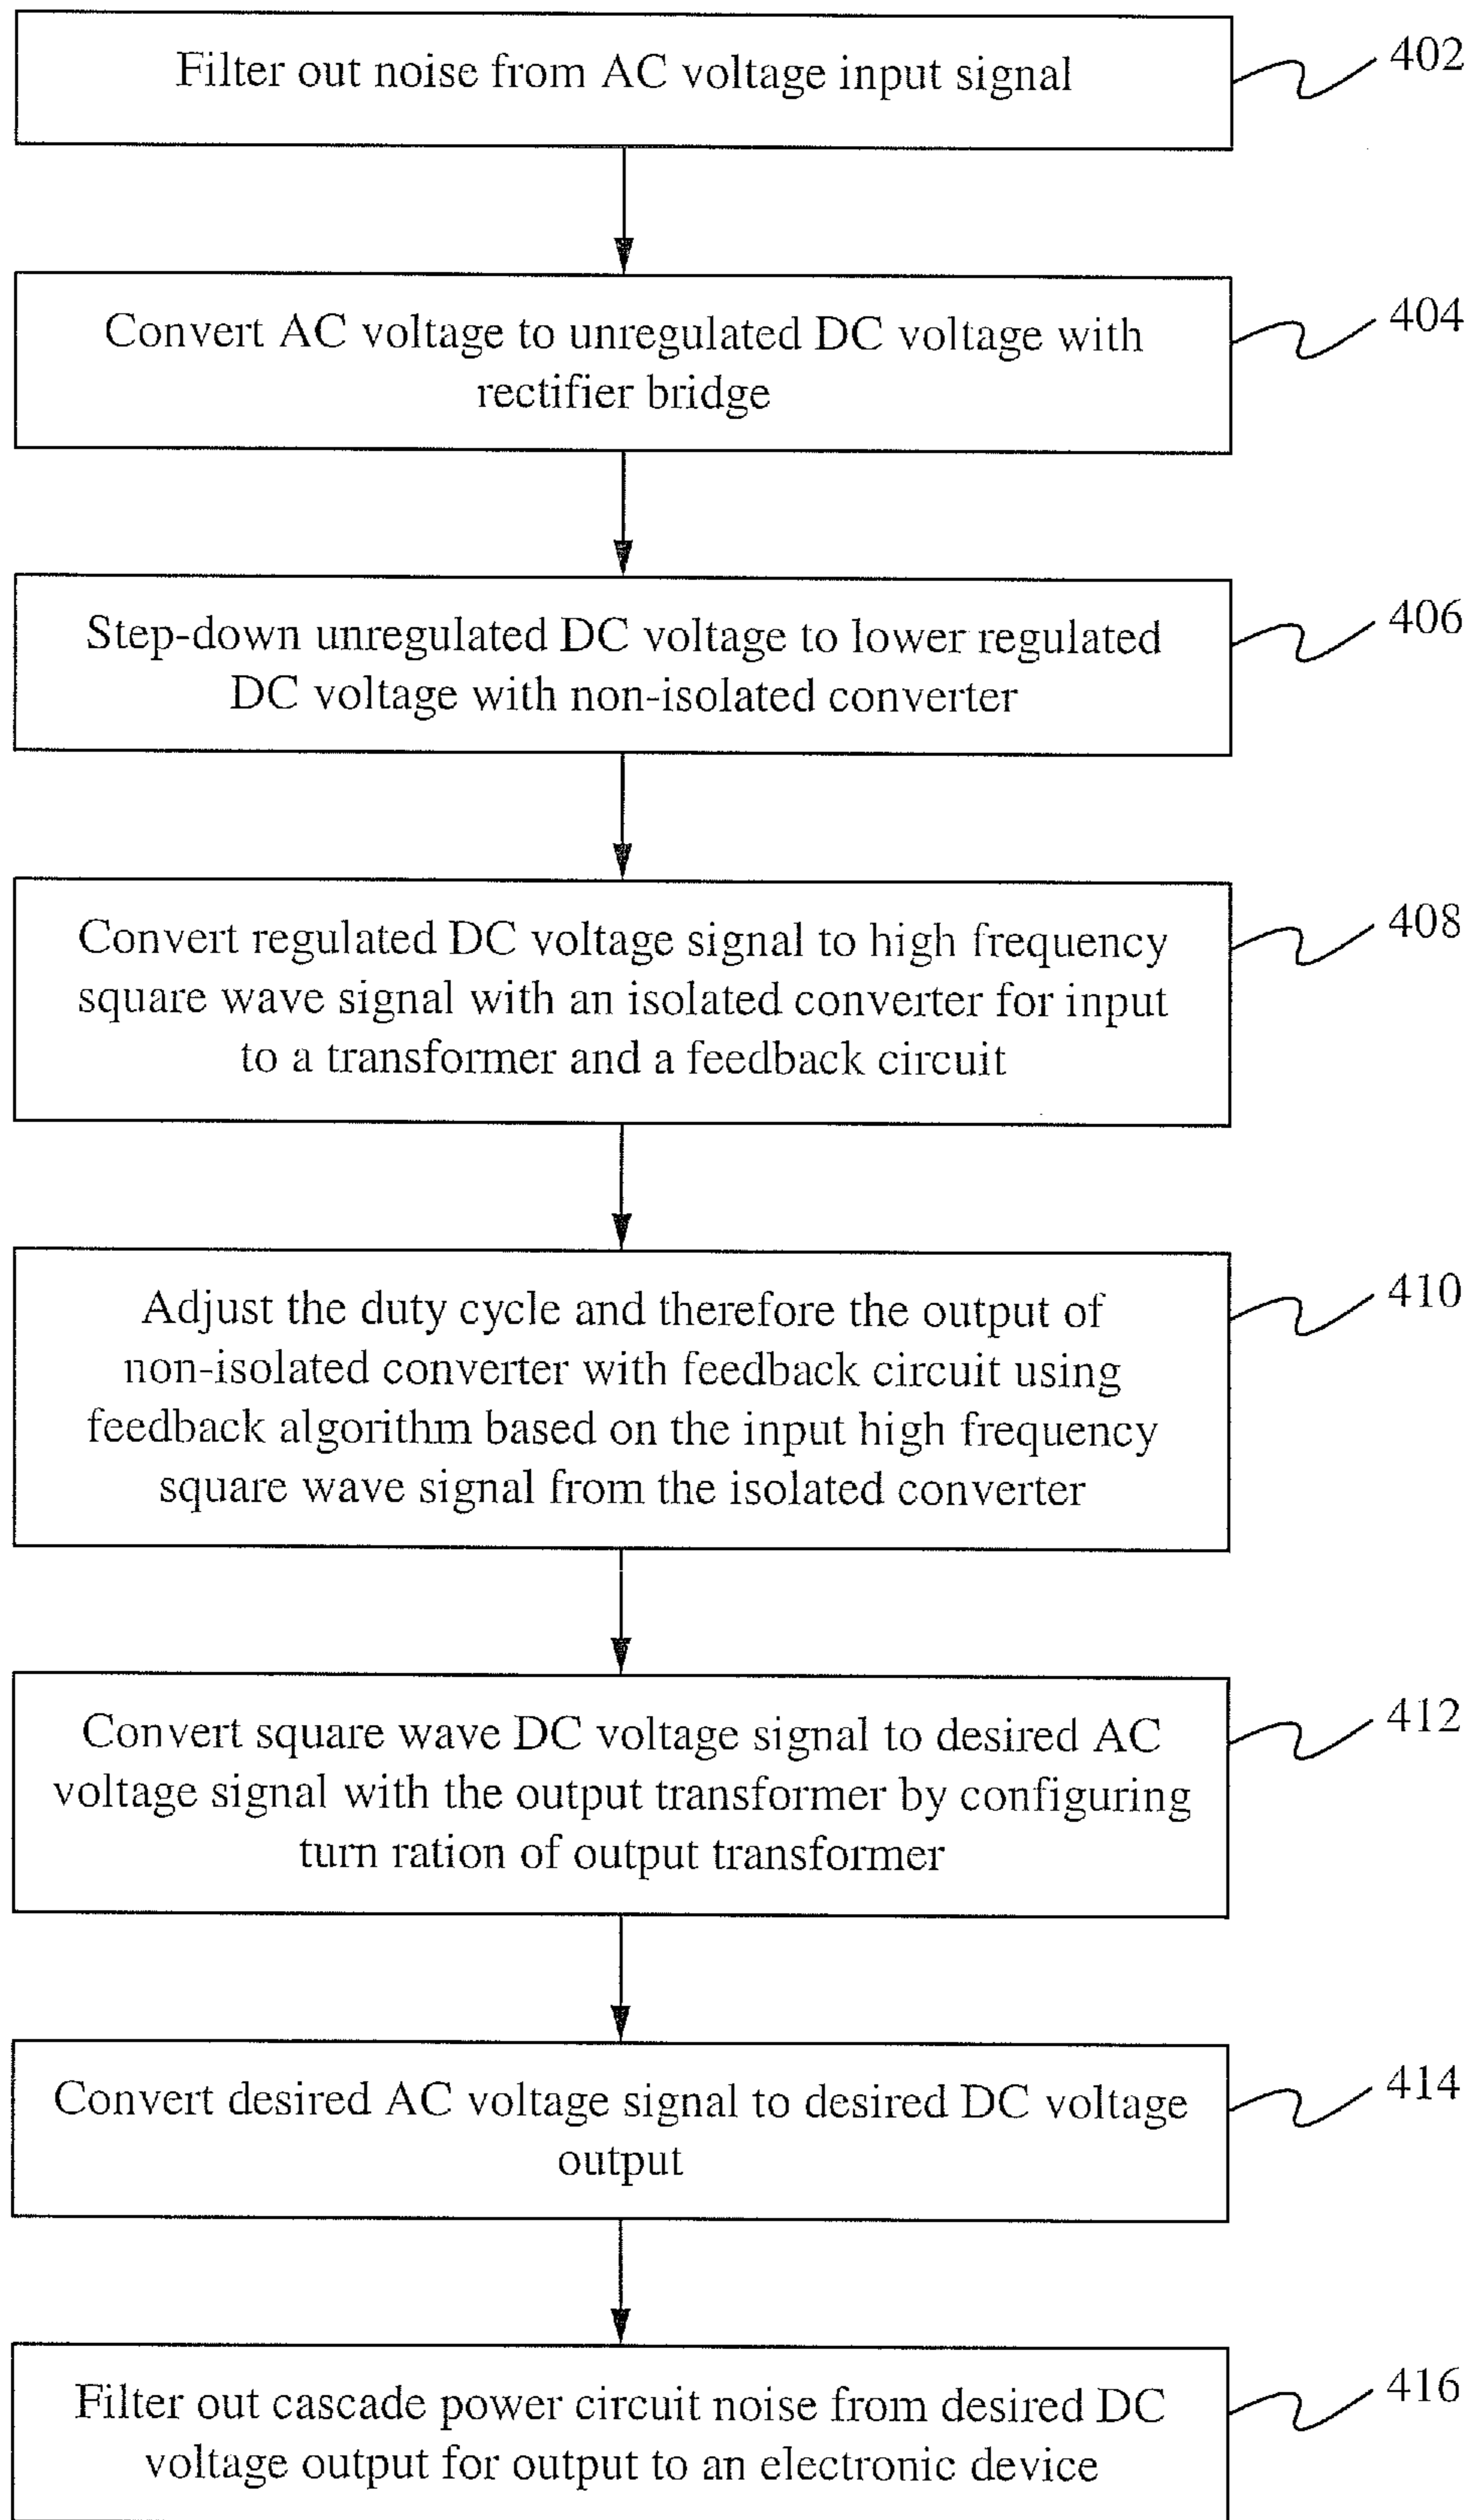 Filter out noise from AC voltage input signal
402
Convert AC voltage to unregulated DC voltage with
rectifier bridge
404
Step-down unregulated DC voltage to lower regulated
DC voltage with non-isolated converter
406
Convert regulated DC voltage signal to high frequency
square wave signal with an isolated converter for input
to a transformer and a feedback circuit
408
Adjust the duty cycle and therefore the output of
non-isolated converter with feedback circuit using
feedback algorithm based on the input high frequency
square wave signal from the isolated converter
410
Convert square wave DC voltage signal to desired AC
voltage signal with the output transformer by configuring
turn ration of output transformer
412
Convert desired AC voltage signal to desired DC voltage
output
414
Filter out cascade power circuit noise from desired DC
voltage output for output to an electronic device
416